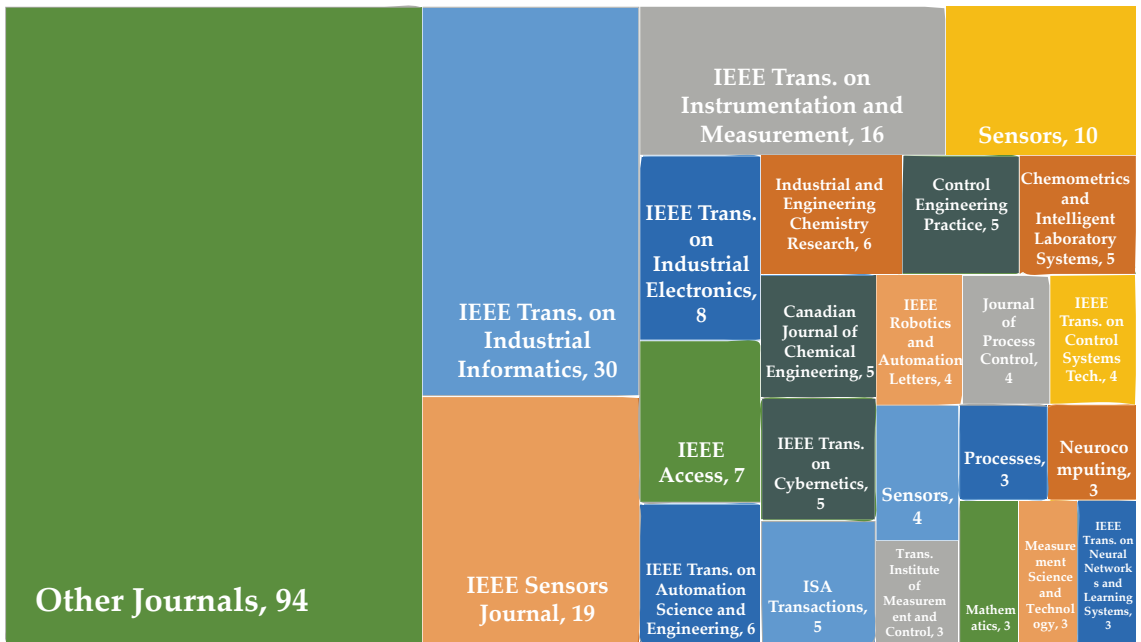 Other Journals, 94
IEEE Trans. on
Industrial
Informatics, 30
IEEE Sensors
Journal, 19
IEEE Trans. on
Instrumentation and
Measurement, 16
Sensors, 10
IEEE Trans.
on
Industrial
Electronics,
8
IEEE
Access, 7
IEEE Trans. on
Automation
Science and
Engineering, 6
Industrial and
Engineering
Chemistry
Research, 6
Control
Engineering
Practice, 5
Chemometrics
and
Intelligent
Laboratory
Systems, 5
Canadian
Journal of
Chemical
Engineering, 5
IEEE Trans.
on
Cybernetics,
5
ISA
Transactions,
5
IEEE
Robotics
and
Automation
Letters, 4
Journal
of
Process
Control,
4
IEEE
Trans. on
Control
Systems
Tech., 4
Sensors,
4
Trans.
Institute
of
Measurem
ent and
Control, 3
Processes,
3
Neuroco
mputing,
3
Mathem
atics, 3
Measure
ment
Science
and
Technol
ogy, 3
IEEE
Trans. on
Neural
Network
s and
Learning
Systems,
3